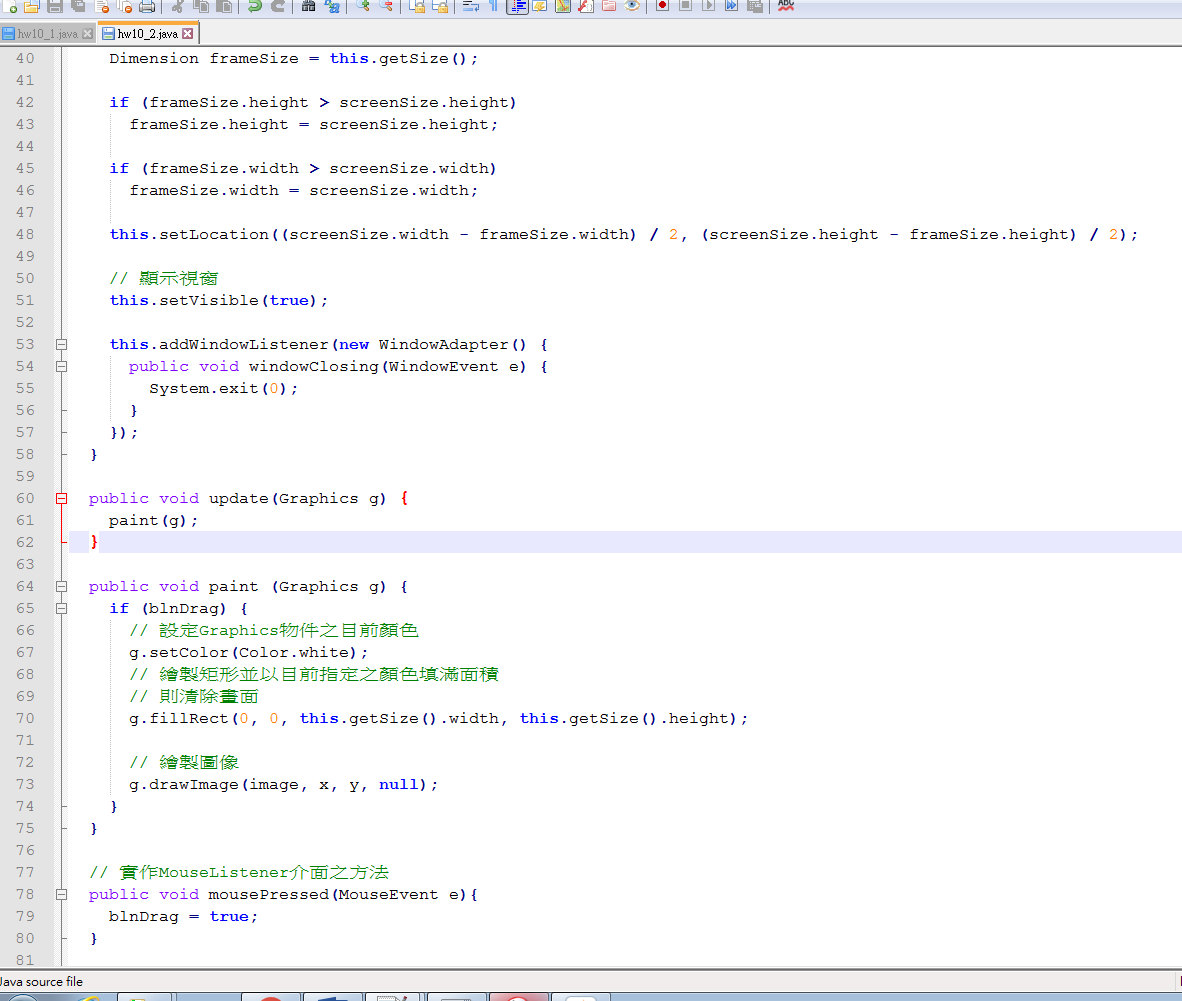 ABC
hw10_1.java
hw10_2.java
40 Dimension frameSize = this.getSize();
41
42 if (frameSize.height > screenSize.height)
43 frameSize.height = screenSize.height;
44
45 if (frameSize.width > screenSize.width)
46 frameSize.width = screenSize.width;
47
48 this.setLocation((screenSize.width - frameSize.width) / 2, (screenSize.height - frameSize.height) / 2);
49
50 // 顯示視窗
51 this.setVisible(true);
52
53 this.addWindowListener(new WindowAdapter() {
54 public void windowClosing(WindowEvent e) {
55 System.exit(0);
56 }
57 });
58 }
59
60 public void update(Graphics g) {
61 paint(g);
62 }
63
64 public void paint (Graphics g) {
65 if (blnDrag) {
66 // 設定Graphics物件之目前顏色
67 g.setColor(Color.white);
68 // 繪製矩形並以目前指定之顏色填滿面積
69 // 則清除畫面
70 g.fillRect(0, 0, this.getSize().width, this.getSize().height);
71
72 // 繪製圖像
73 g.drawImage(image, x, y, null);
74 }
75 }
76
77 // 實作MouseListener介面之方法
78 public void mousePressed(MouseEvent e){
79 blnDrag = true;
80 }
81
Java source file